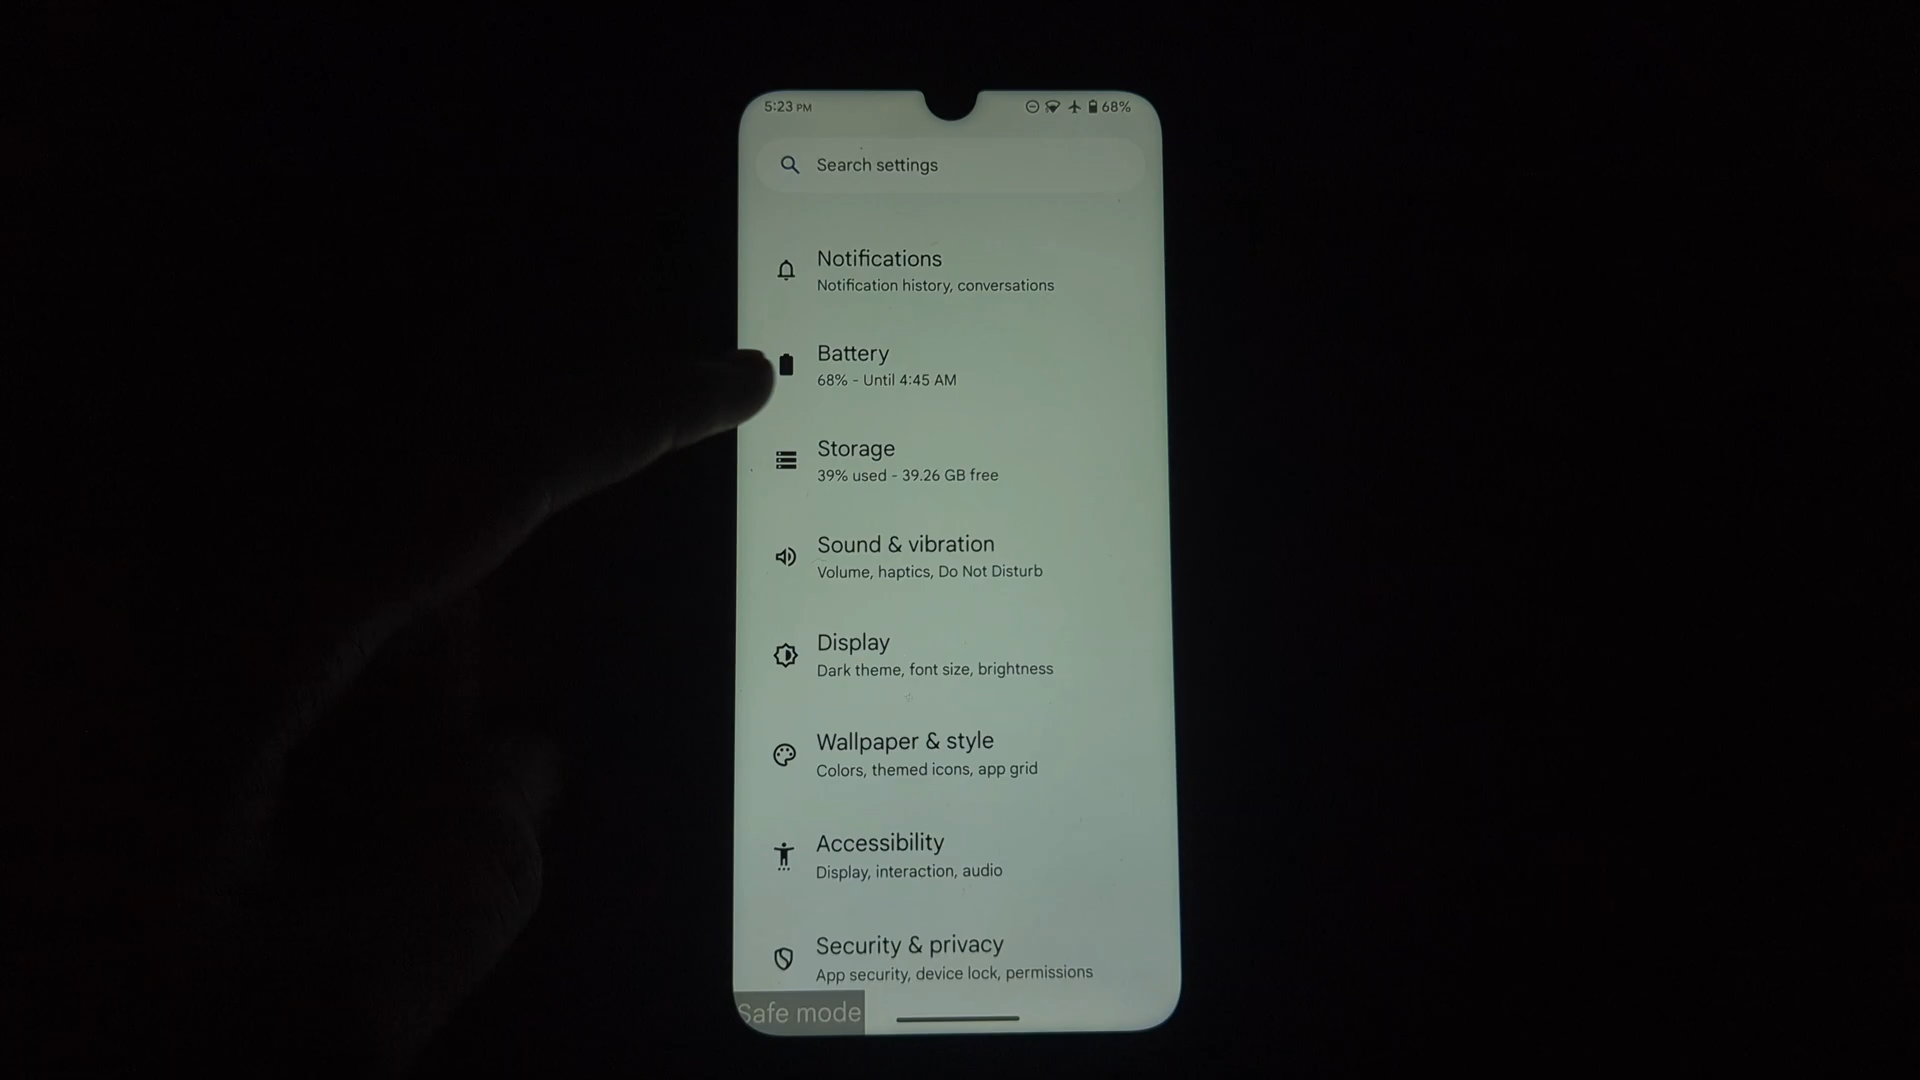 5:23 PM
68%
Search settings
Notifications
Notification history, conversations
Battery
68% - Until 4:45 AM
Storage
39% used - 39.26 GB free
Sound & vibration
Volume, haptics, Do Not Disturb
Display
Dark theme, font size, brightness
Wallpaper & style
Colors, themed icons, app grid
Accessibility
Display, interaction, audio
Security & privacy
App security, device lock, permissions
Safe mode